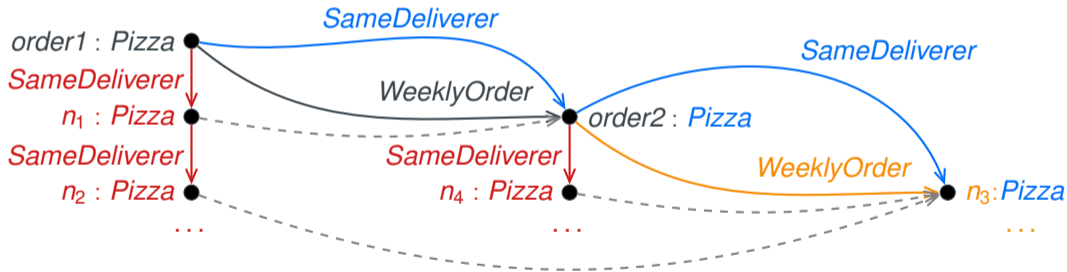 SameDeliverer
order1 : Pizza
SameDeliverer
SameDeliverer
WeeklyOrder
n1 : Pizza
order2 : Pizza
SameDeliverer
SameDeliverer
WeeklyOrder
n2 : Pizza
n4 : Pizza
n3:Pizza
...
...
...